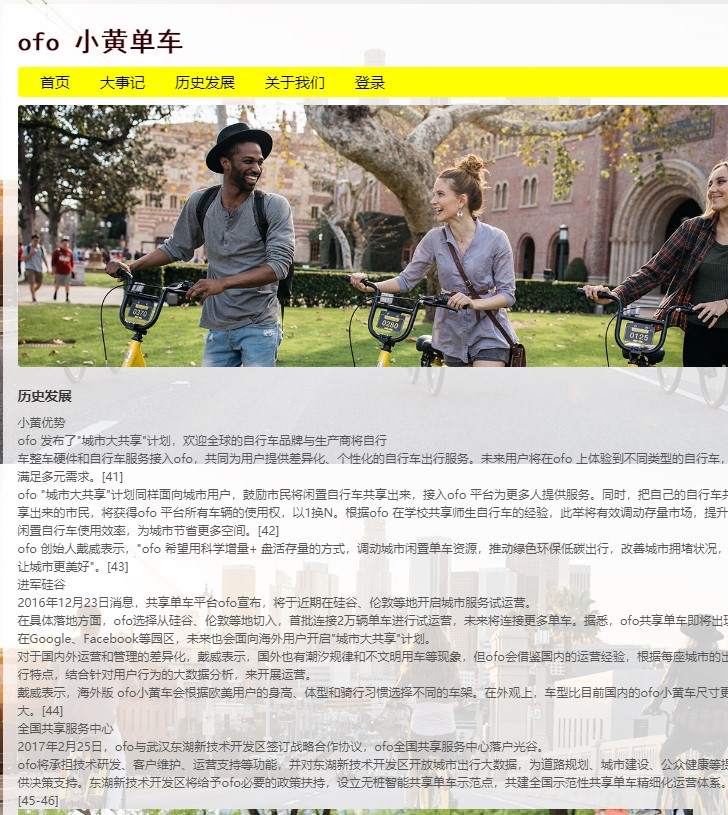 ofo 小黄单车
首页 大事记 历史发展 关于我们 登录
0270
0280
0125
历史发展
小黄优势
ofo 发布了"城市大共享"计划，欢迎全球的自行车品牌与生产商将自行
车整车硬件和自行车服务接入ofo，共同为用户提供差异化、个性化的自行车出行服务。未来用户将在ofo 上体验到不同类型的自行车，
满足多元需求。[41]
ofo "城市大共享"计划同样面向城市用户，鼓励市民将闲置自行车共享出来，接入ofo 平台为更多人提供服务。同时，把自己的自行车共
享出来的市民，将获得ofo 平台所有车辆的使用权，以1换N。根据ofo 在学校共享师生自行车的经验，此举将有效调动存量市场，提升
闲置自行车使用效率，为城市节省更多空间。[42]
ofo 创始人戴威表示，"ofo 希望用科学增量+ 盘活存量的方式，调动城市闲置单车资源，推动绿色环保低碳出行，改善城市拥堵状况，
让城市更美好"。[43]
进军硅谷
2016年12月23日消息，共享单车平台ofo宣布，将于近期在硅谷、伦敦等地开启城市服务试运营。
在具体落地方面，ofo选择从硅谷、伦敦等地切入，首批连接2万辆单车进行试运营，未来将连接更多单车。据悉，ofo共享单车即将出现
在Google、Facebook等园区，未来也会面向海外用户开启"城市大共享"计划。
对于国内外运营和管理的差异化，戴威表示，国外也有潮汐规律和不文明用车等现象，但ofo会借鉴国内的运营经验，根据每座城市的出
行特点，结合针对用户行为的大数据分析，来开展运营。
戴威表示，海外版 ofo小黄车会根据欧美用户的身高、体型和骑行习惯选择不同的车架。在外观上，车型比目前国内的ofo小黄车尺寸更
大。[44]
全国共享服务中心
2017年2月25日，ofo与武汉东湖新技术开发区签订战略合作协议，ofo全国共享服务中心落户光谷。
ofo将承担技术研发、客户维护、运营支持等功能，并对东湖新技术开发区开放城市出行大数据，为道路规划、城市建设、公众健康等提
供决策支持。东湖新技术开发区将给予ofo必要的政策扶持，设立无桩智能共享单车示范点，共建全国示范性共享单车精细化运营体系。
[45-46]